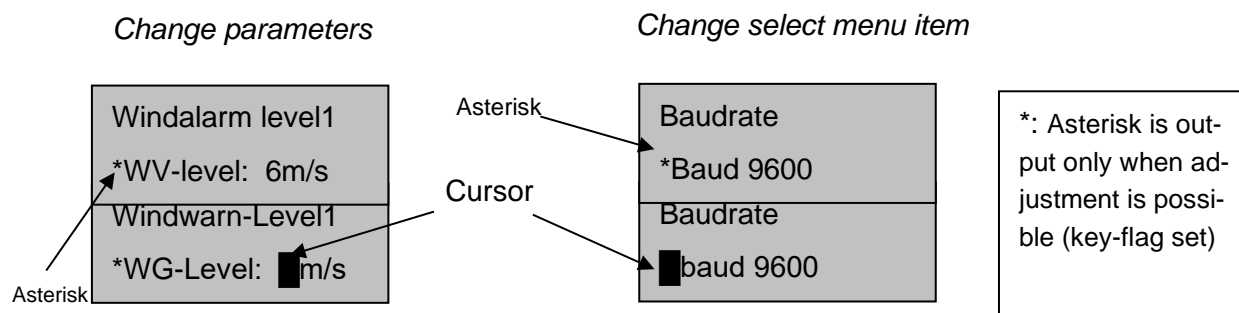 Change parameters
Change select menu item
Windalarm level1
*WV-level: 6m/s
Windwarn-Level1
*WG-Level: m/s
Asterisk
Asterisk
Cursor
Baudrate
*Baud 9600
Baudrate
baud 9600
*: Asterisk is out-
put only when ad-
justment is possi-
ble (key-flag set)